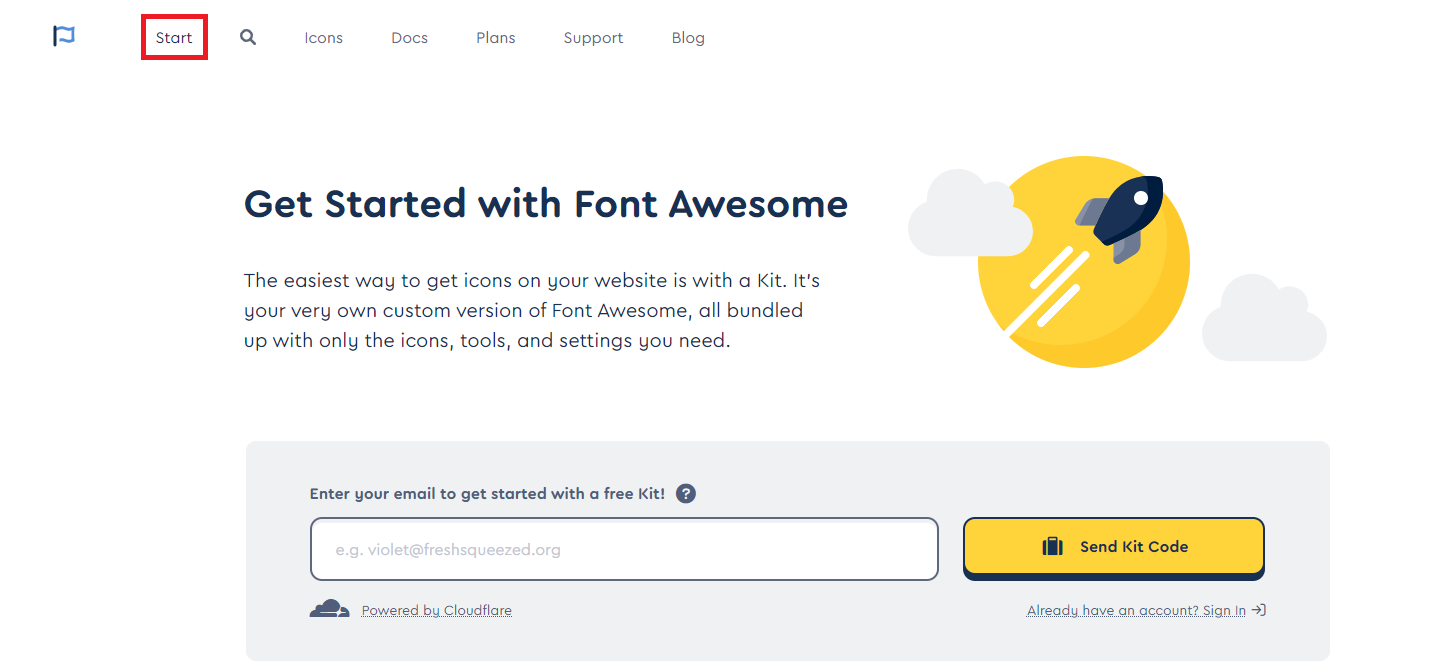 Start Icons Docs Plans Support Blog
Get Started with Font Awesome
The easiest way to get icons on your website is with a Kit. It's
your very own custom version of Font Awesome, all bundled
up with only the icons, tools, and settings you need.
Enter your email to get started with a free Kit! ?
e.g. violet@freshsqueezed.org
Send Kit Code
Powered by Cloudflare
Already have an account? Sign In